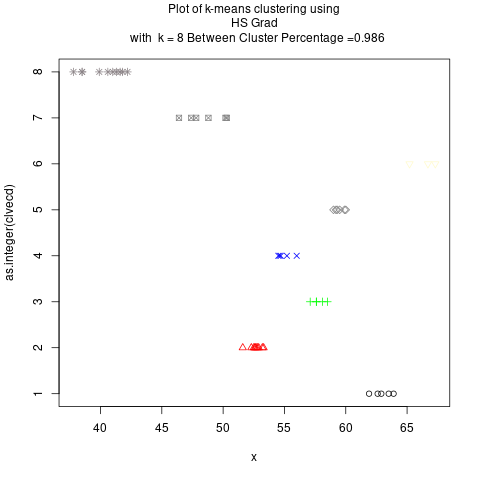 Plot of k-means clustering using
HS Grad
with k = 8 Between Cluster Percentage =0.986
as.integer(clvecd)
8
7
6
5
4
3
2
1
40 45 50 55 60 65
x